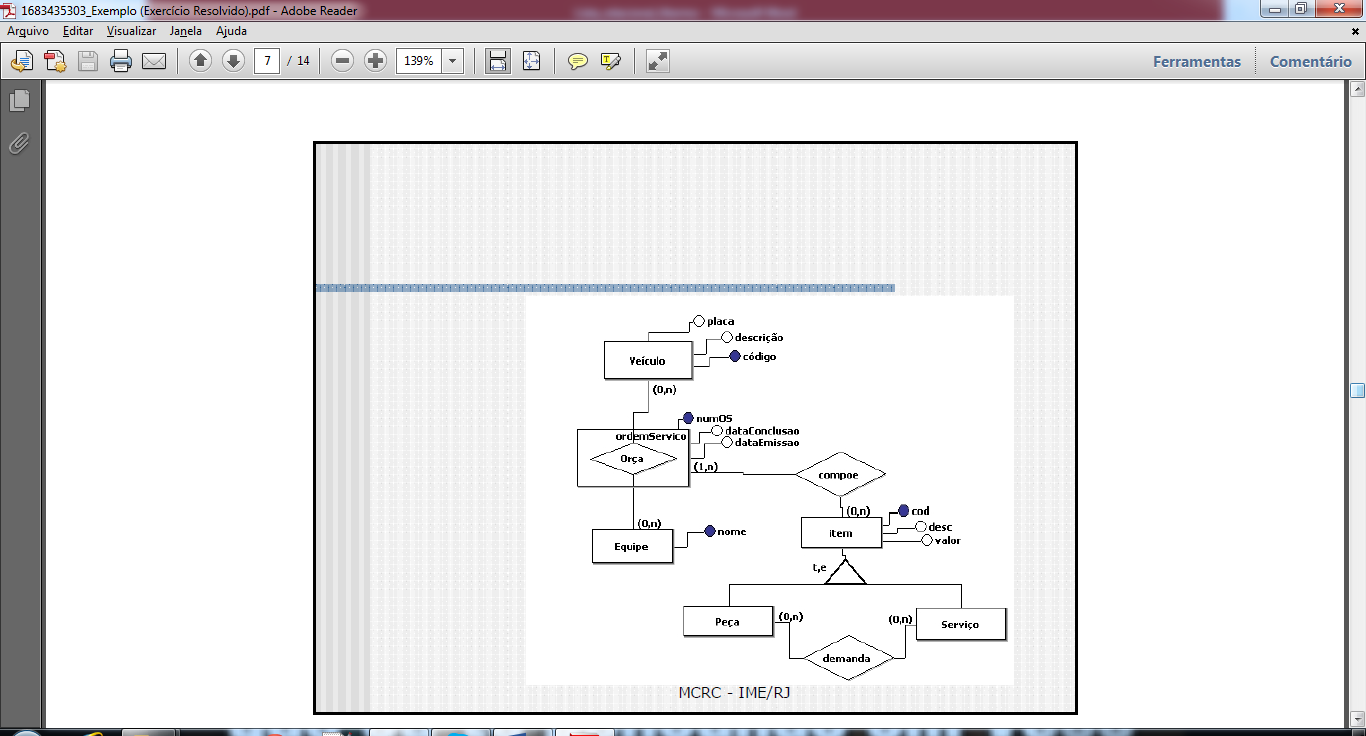 1683435303_Exemplo (Exercício Resolvido).pdf - Adobe Reader
Arquivo Editar Visualizar Janela Ajuda
7 / 14 139% Ferramentas Comentário
placa
descrição
código
Veículo
(0,n)
numOS
dataConclusao
dataEmissao
ordemServico
Orça
(1,n)
compoe
(0,n)
(0,n)
cod
desc
valor
nome
Equipe
item
t,e
Peça
(0,n)
(0,n)
Serviço
demanda
MCRC - IME/RJ